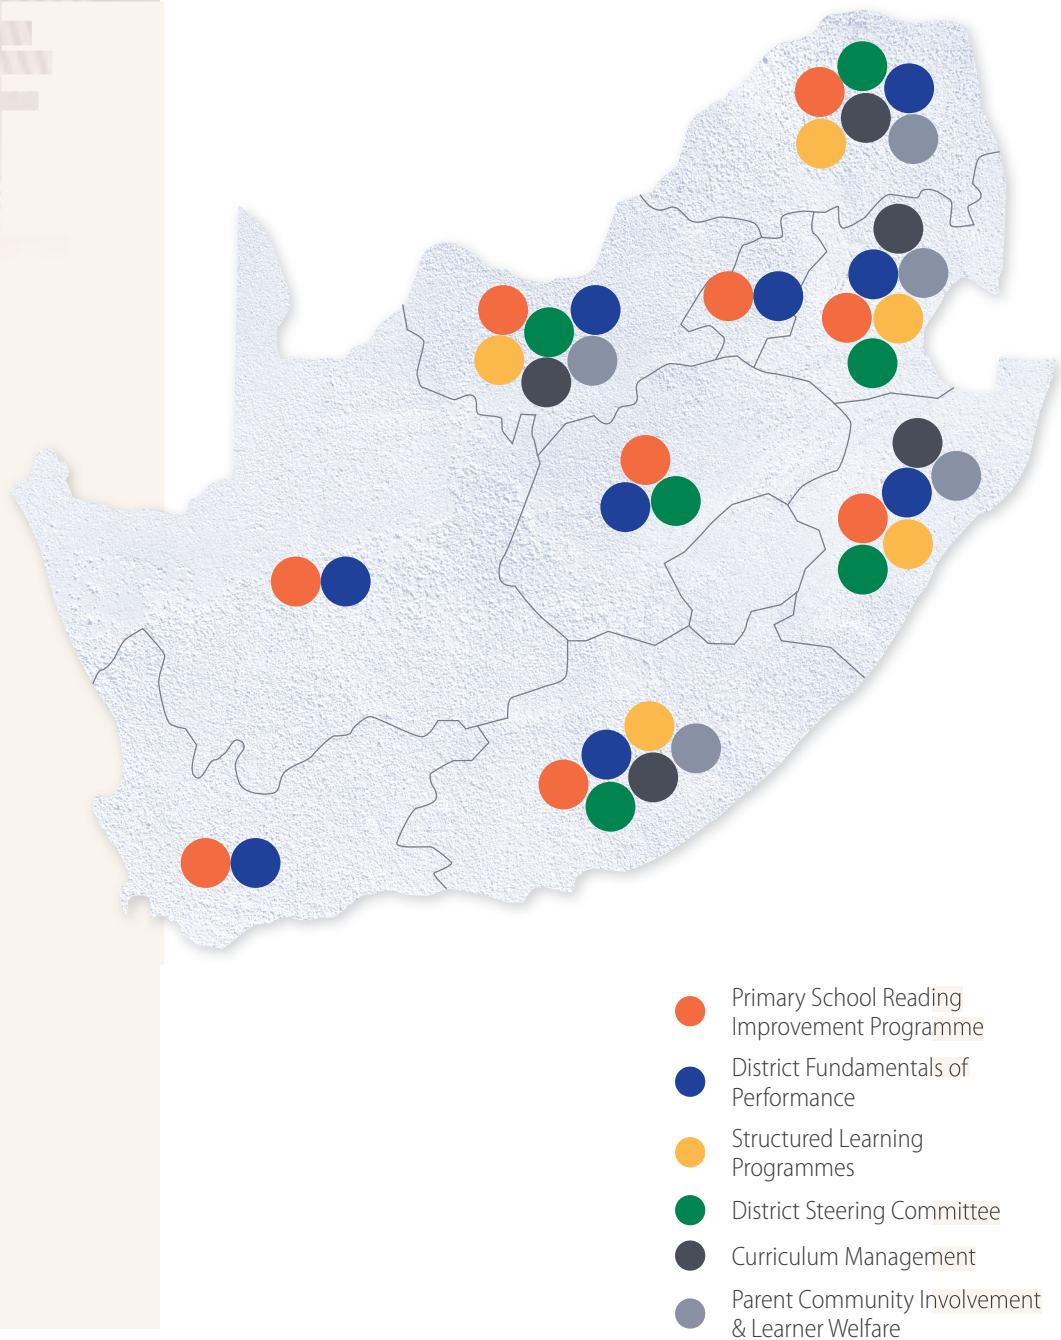 Primary School Reading
Improvement Programme
District Fundamentals of
Performance
Structured Learning
Programmes
District Steering Committee
Curriculum Management
Parent Community Involvement
& Learner Welfare